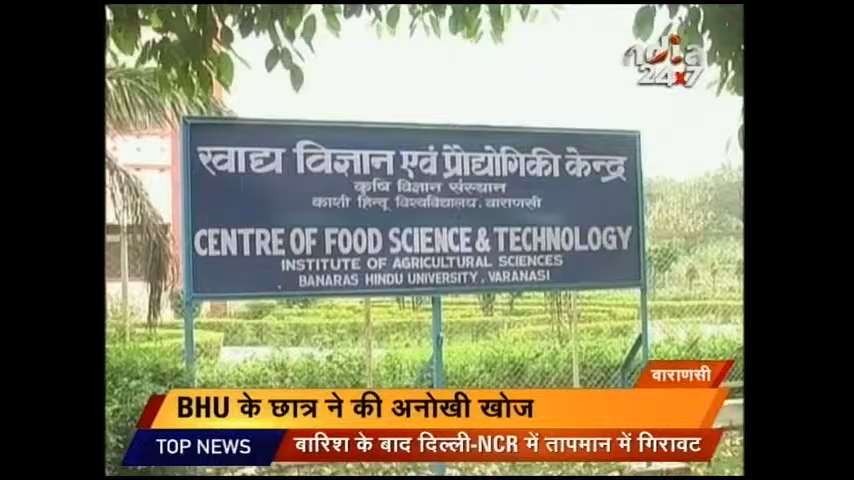 India
24x7
खाद्य विज्ञान एवं प्रौद्योगिकी केन्द्र
कृषि विज्ञान संस्थान
काशी हिन्दू विश्वविद्यालय, वाराणसी
CENTRE OF FOOD SCIENCE & TECHNOLOGY
INSTITUTE OF AGRICULTURAL SCIENCES
BANARAS HINDU UNIVERSITY, VARANASI
वाराणसी
BHU के छात्र ने की अनोखी खोज
TOP NEWS बारिश के बाद दिल्ली-NCR में तापमान में गिरावट